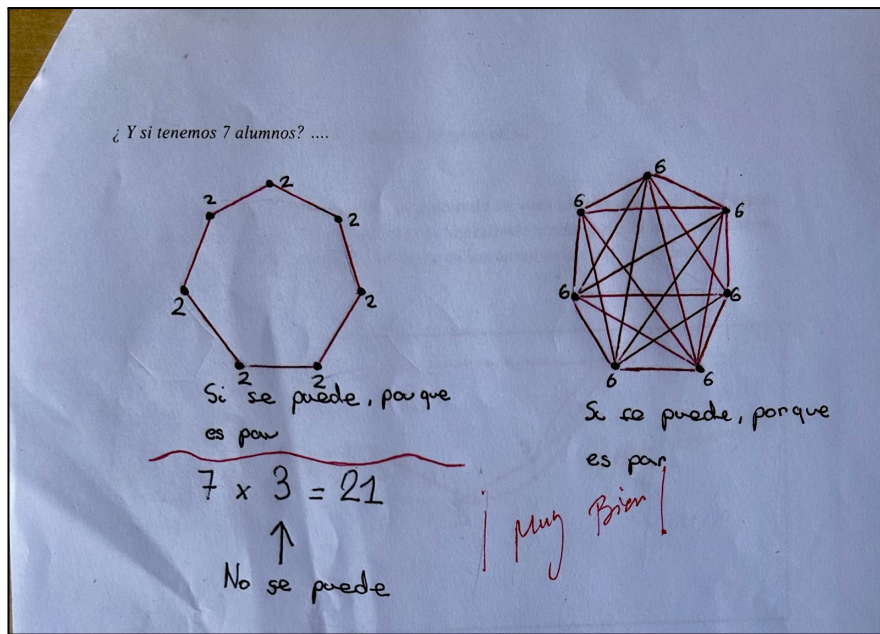 ¿ Y si tenemos 7 alumnos? ....
2
2
2
2
2
2
2
Si se puede, porque
es par
7 x 3 = 21
↑
No se puede
6
6
6
6
6
6
6
Si se puede, porque
es par
¡ Muy Bien !